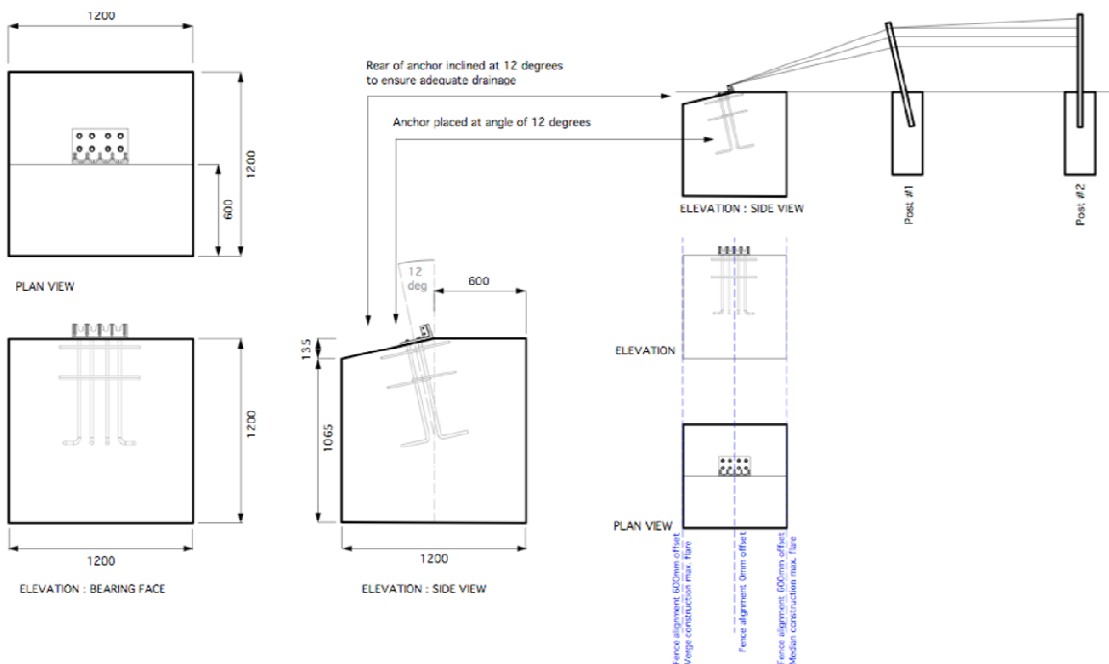 1200
1200
600
PLAN VIEW
1200
1200
ELEVATION : BEARING FACE
Rear of anchor inclined at 12 degrees
to ensure adequate drainage
Anchor placed at angle of 12 degrees
12
deg
600
135
1065
1200
ELEVATION : SIDE VIEW
ELEVATION : SIDE VIEW
Post #1
Post #2
ELEVATION
PLAN VIEW
Fence alignment 600mm offset
Verge construction max. flare
Fence alignment 0mm offset
Fence alignment 600mm offset
Median construction max. flare